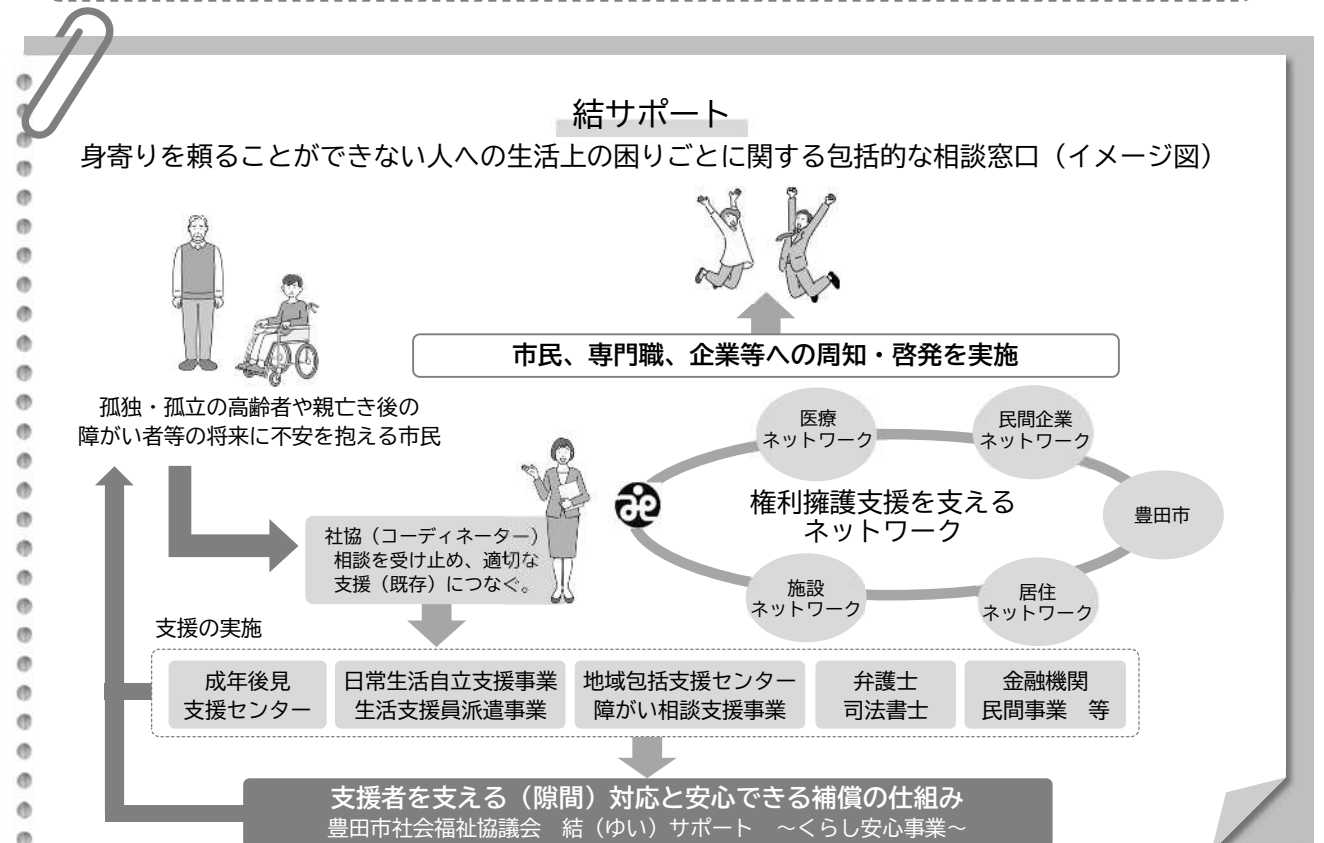 結サポート
身寄りを頼ることができない人への生活上の困りごとに関する包括的な相談窓口（イメージ図）
市民、専門職、企業等への周知・啓発を実施
孤独・孤立の高齢者や親亡き後の
障がい者等の将来に不安を抱える市民
医療
ネットワーク
民間企業
ネットワーク
権利擁護支援を支える
ネットワーク
豊田市
施設
ネットワーク
居住
ネットワーク
社協（コーディネーター）
相談を受け止め、適切な
支援（既存）につなぐ。
支援の実施
成年後見
支援センター
日常生活自立支援事業
生活支援員派遣事業
地域包括支援センター
障がい相談支援事業
弁護士
司法書士
金融機関
民間事業　等
支援者を支える（隙間）対応と安心できる補償の仕組み
豊田市社会福祉協議会　結（ゆい）サポート　～くらし安心事業～